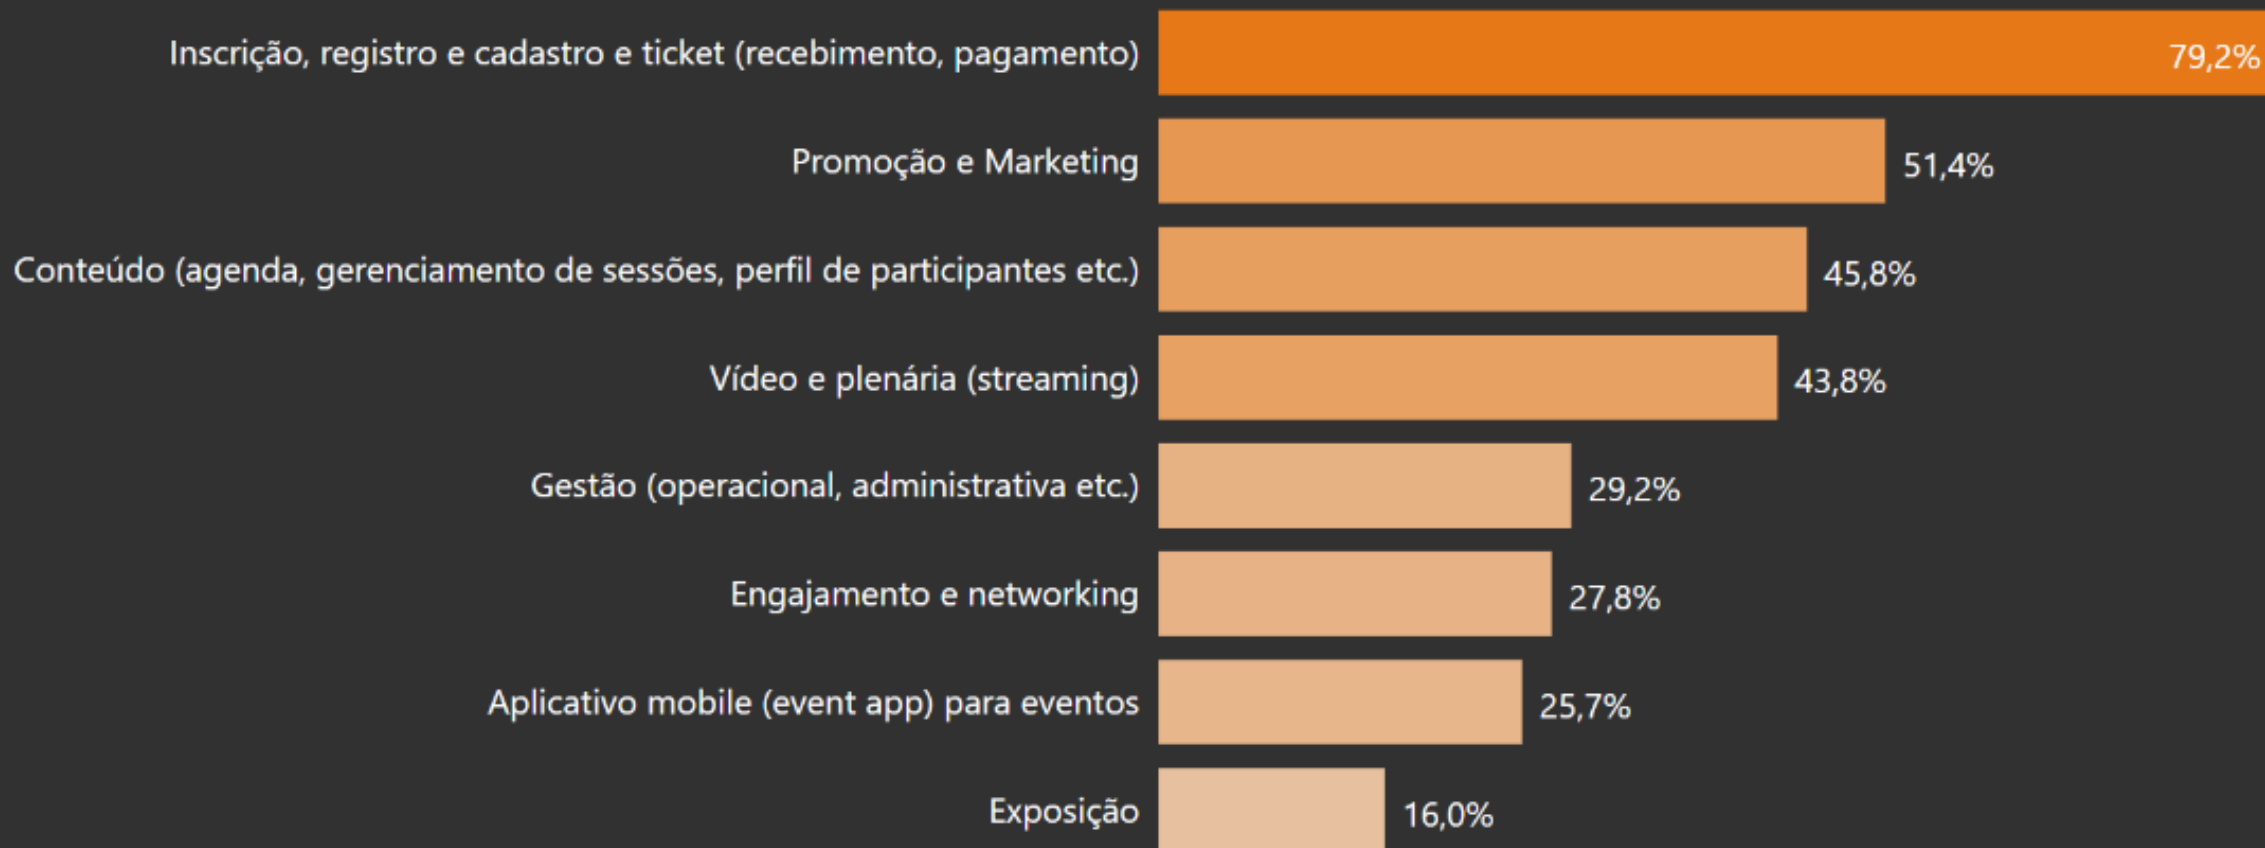 Inscrição, registro e cadastro e ticket (recebimento, pagamento) 79,2%
Promoção e Marketing 51,4%
Conteúdo (agenda, gerenciamento de sessões, perfil de participantes etc.) 45,8%
Vídeo e plenária (streaming) 43,8%
Gestão (operacional, administrativa etc.) 29,2%
Engajamento e networking 27,8%
Aplicativo mobile (event app) para eventos 25,7%
Exposição 16,0%